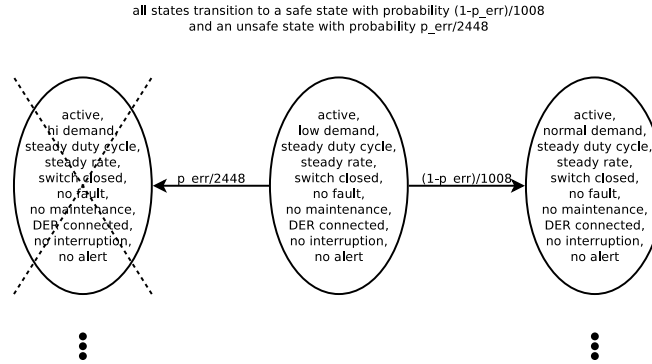 all states transition to a safe state with probability (1-p_err)/1008
and an unsafe state with probability p_err/2448
active,
hi demand,
steady duty cycle,
steady rate,
switch closed,
no fault,
no maintenance,
DER connected,
no interruption,
no alert
p_err/2448
active,
low demand,
steady duty cycle,
steady rate,
switch closed,
no fault,
no maintenance,
DER connected,
no interruption,
no alert
(1-p_err)/1008
active,
normal demand,
steady duty cycle,
steady rate,
switch closed,
no fault,
no maintenance,
DER connected,
no interruption,
no alert